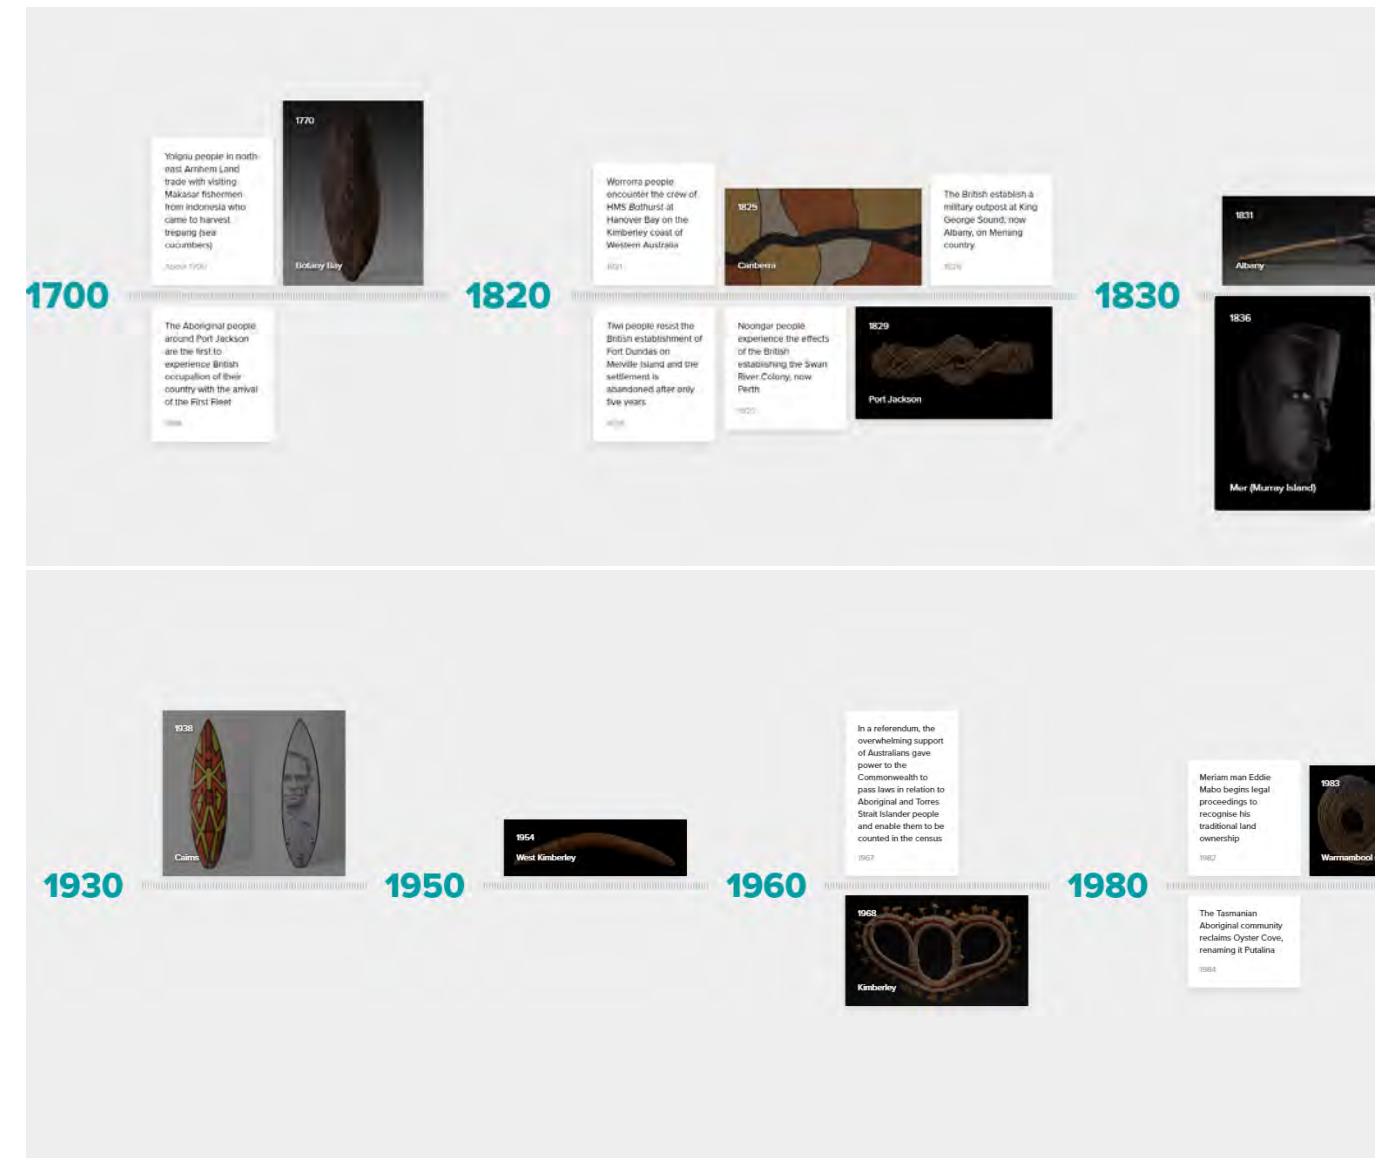 1700
Yolgnu people in north-
east Arnhem Land
trade with visiting
Makasar fishermen
from Indonesia who
came to harvest
trepang (sea
cucumbers)
About 1700
1770
Botany Bay
The Aboriginal people
around Port Jackson
are the first to
experience British
occupation of their
country with the arrival
of the First Fleet
1820
Worrorra people
encounter the crew of
HMS Bathurst at
Hanover Bay on the
Kimberley coast of
Western Australia
1821
1825
Canberra
The British establish a
military outpost at King
George Sound, now
Albany, on Menang
country
1826
Tiwi people resist the
British establishment of
Fort Dundas on
Melville Island and the
settlement is
abandoned after only
five years
Noongar people
experience the effects
of the British
establishing the Swan
River Colony, now
Perth
1829
Port Jackson
1830
1831
Albany
1836
Mer (Murray Island)
1930
1938
Cairns
1950
1954
West Kimberley
1960
In a referendum, the
overwhelming support
of Australians gave
power to the
Commonwealth to
pass laws in relation to
Aboriginal and Torres
Strait Islander people
and enable them to be
counted in the census
1967
1968
Kimberley
1980
Meriam man Eddie
Mabo begins legal
proceedings to
recognise his
traditional land
ownership
1982
1983
Warrnambool
The Tasmanian
Aboriginal community
reclaims Oyster Cove,
renaming it Putalina
1984